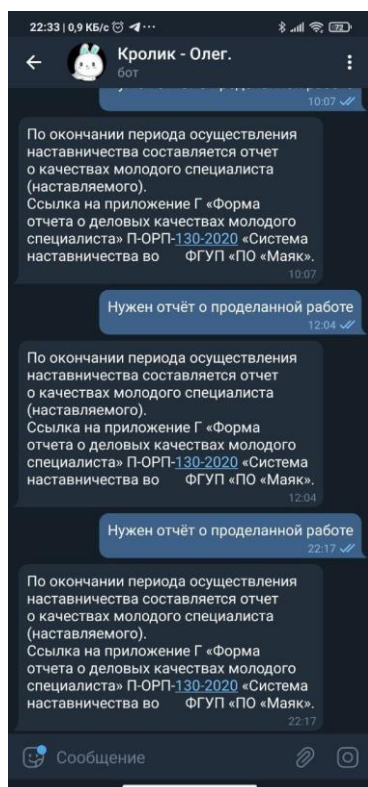 22:33 | 0,9 КБ/с
72
Кролик - Олег.
бот
10:07
По окончании периода осуществления
наставничества составляется отчет
о качествах молодого специалиста
(наставляемого).
Ссылка на приложение Г «Форма
отчета о деловых качествах молодого
специалиста» П-ОРП-130-2020 «Система
наставничества во ФГУП «ПО «Маяк».
10:07
Нужен отчёт о проделанной работе
12:04
По окончании периода осуществления
наставничества составляется отчет
о качествах молодого специалиста
(наставляемого).
Ссылка на приложение Г «Форма
отчета о деловых качествах молодого
специалиста» П-ОРП-130-2020 «Система
наставничества во ФГУП «ПО «Маяк».
12:04
Нужен отчёт о проделанной работе
22:17
По окончании периода осуществления
наставничества составляется отчет
о качествах молодого специалиста
(наставляемого).
Ссылка на приложение Г «Форма
отчета о деловых качествах молодого
специалиста» П-ОРП-130-2020 «Система
наставничества во ФГУП «ПО «Маяк».
22:17
Сообщение